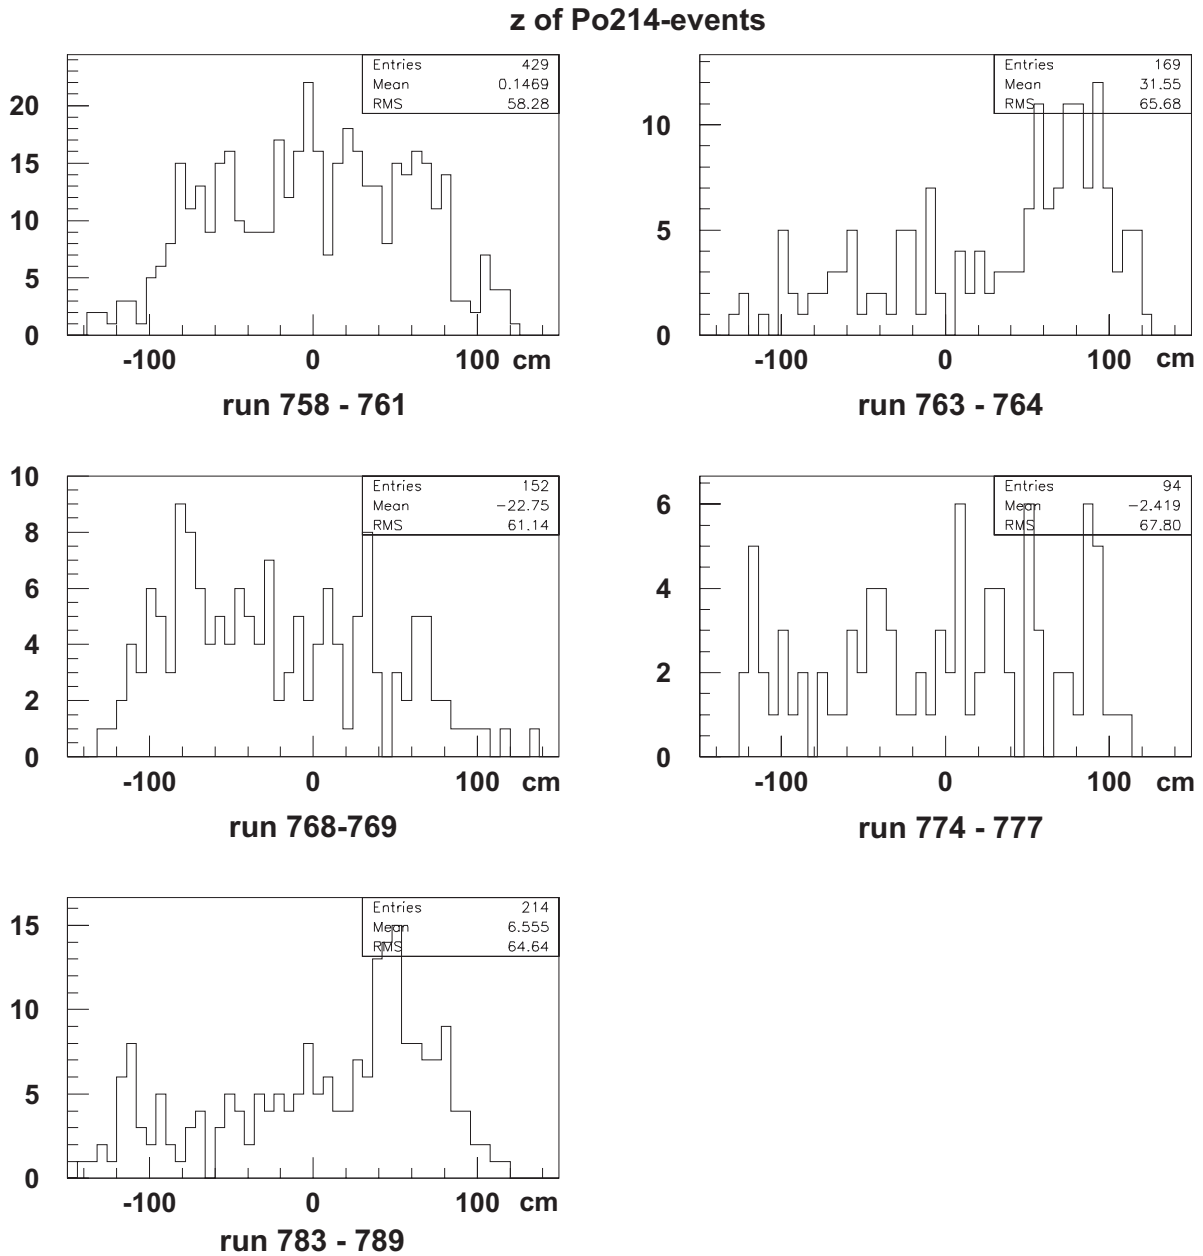 z of Po214-events
Entries 429
Mean 0.1469
RMS 58.28
20
15
10
5
0
-100 0 100 cm
run 758 - 761
Entries 169
Mean 31.55
RMS 65.68
10
5
0
-100 0 100 cm
run 763 - 764
Entries 152
Mean -22.75
RMS 61.14
10
8
6
4
2
0
-100 0 100 cm
run 768-769
Entries 94
Mean -2.419
RMS 67.80
6
4
2
0
-100 0 100 cm
run 774 - 777
Entries 214
Mean 6.555
RMS 64.64
15
10
5
0
-100 0 100 cm
run 783 - 789